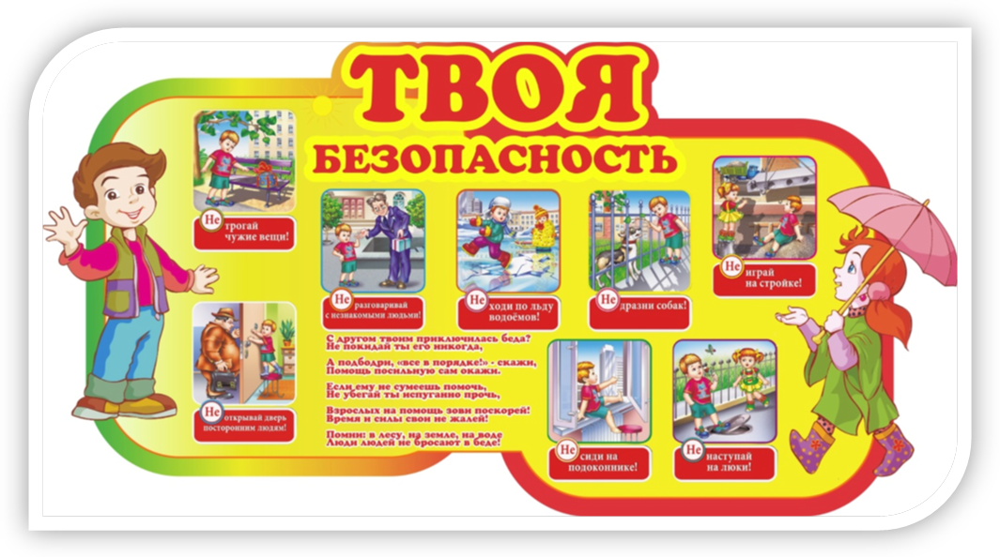 ТВОЯ
БЕЗОПАСНОСТЬ
Не трогай
чужие вещи!
Не разговаривай
с незнакомыми людьми!
Не ходи по льду
водоёмов!
Не дразни собак!
Не играй
на стройке!
Не открывай дверь
посторонним людям!
С другом твоим приключилась беда?
Не покидай ты его никогда,
А подбодри, «все в порядке!» - скажи,
Помощь посильную сам окажи.
Если ему не сумеешь помочь,
Не убегай ты испуганно прочь,
Взрослых на помощь зови поскорей!
Время и силы свои не жалей!
Помни: в лесу, на земле, на воде
Люди людей не бросают в беде!
Не сиди на
подоконнике!
Не наступай
на люки!